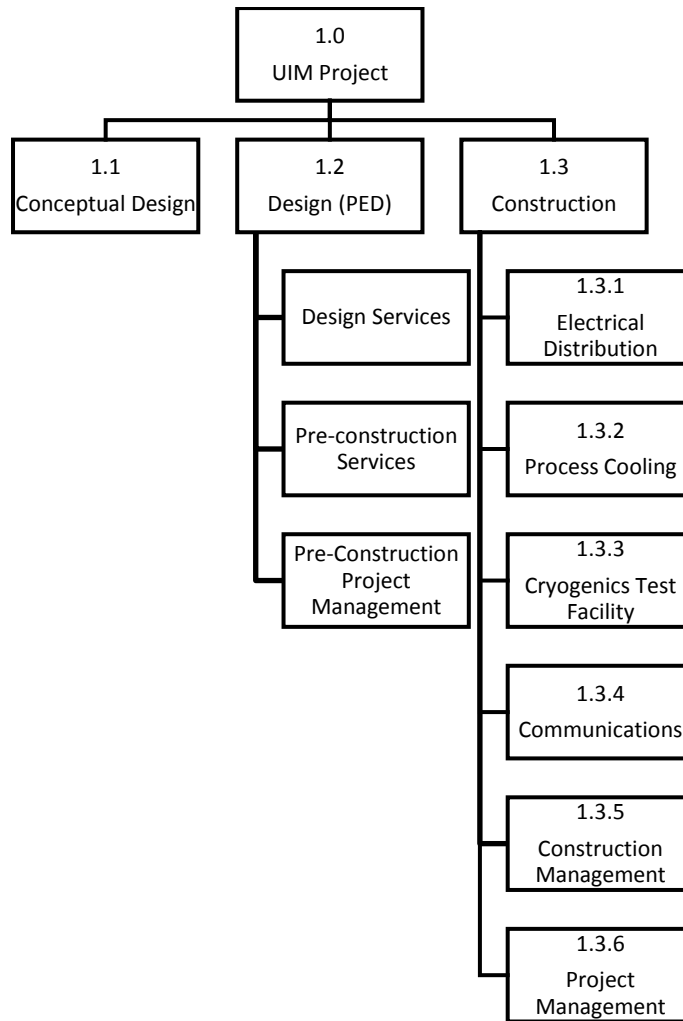 1.0
UIM Project
1.1
Conceptual Design
1.2
Design (PED)
1.3
Construction
Design Services
Pre-construction
Services
Pre-Construction
Project
Management
1.3.1
Electrical
Distribution
1.3.2
Process Cooling
1.3.3
Cryogenics Test
Facility
1.3.4
Communications
1.3.5
Construction
Management
1.3.6
Project
Management